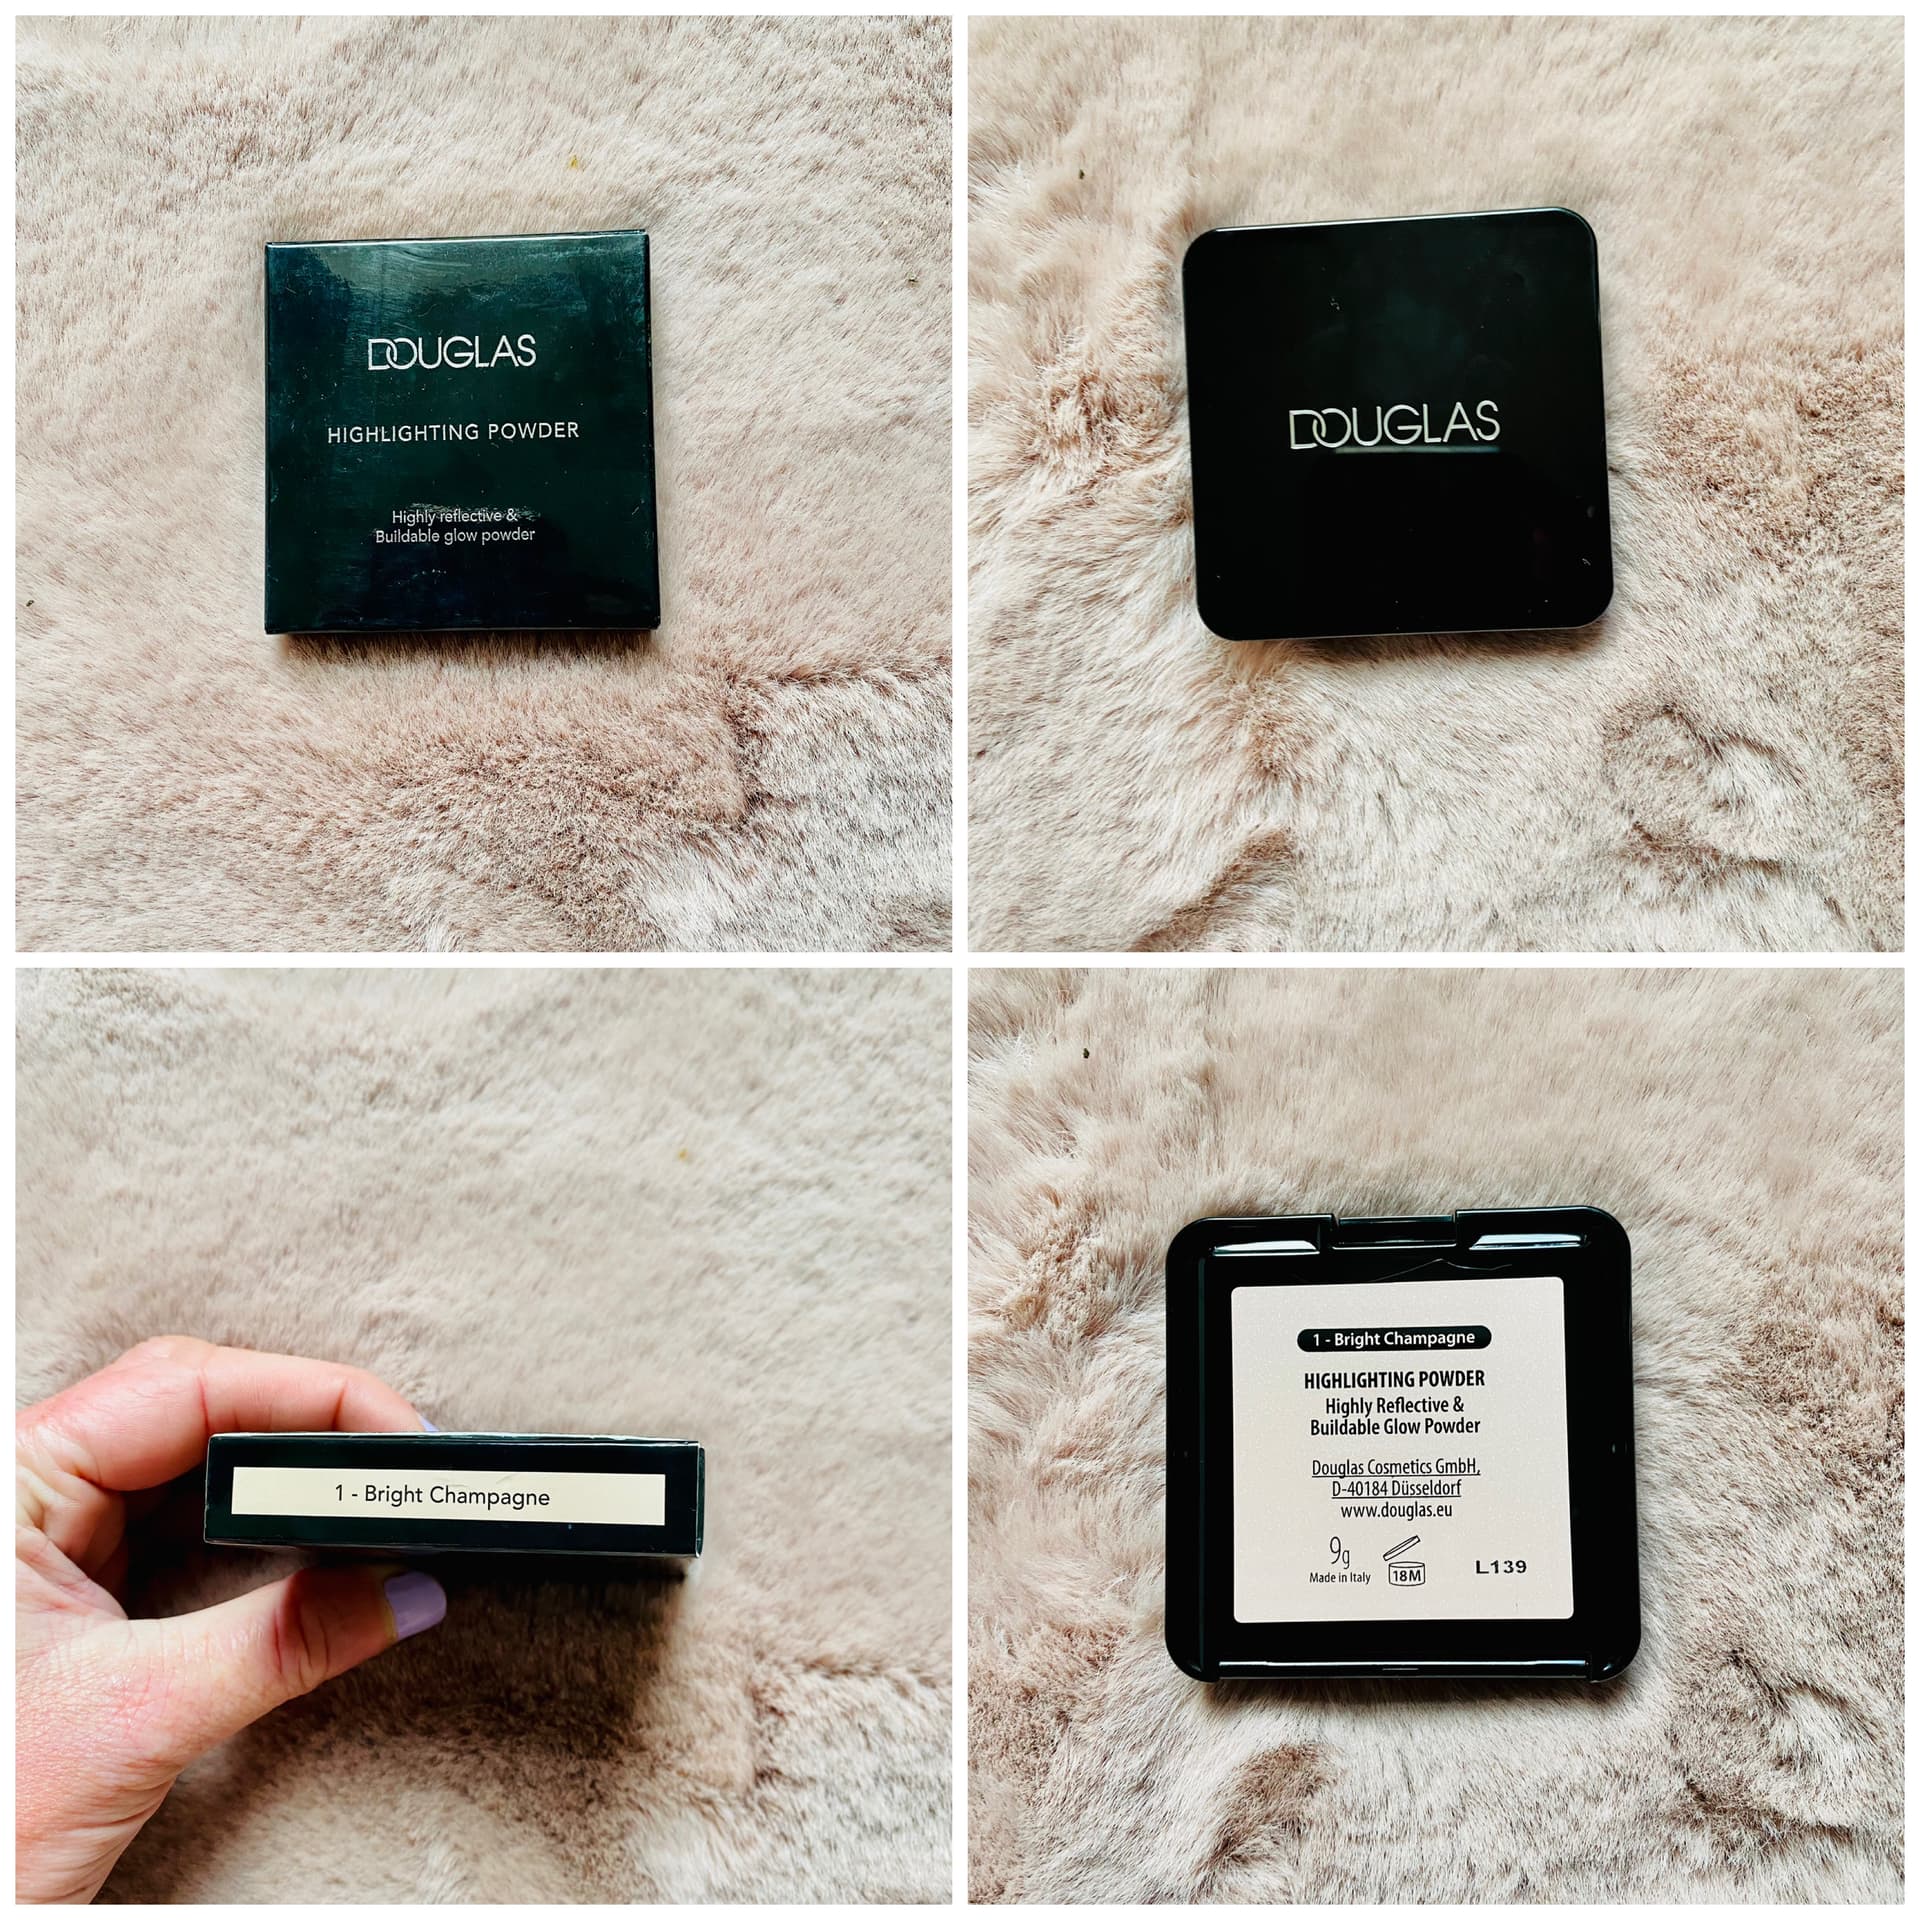 DOUGLAS
HIGHLIGHTING POWDER
Highly reflective &
Buildable glow powder
DOUGLAS
1 - Bright Champagne
1 - Bright Champagne
HIGHLIGHTING POWDER
Highly Reflective &
Buildable Glow Powder
Douglas Cosmetics GmbH,
D-40184 Düsseldorf
www.douglas.eu
9g
Made in Italy
18M
L139